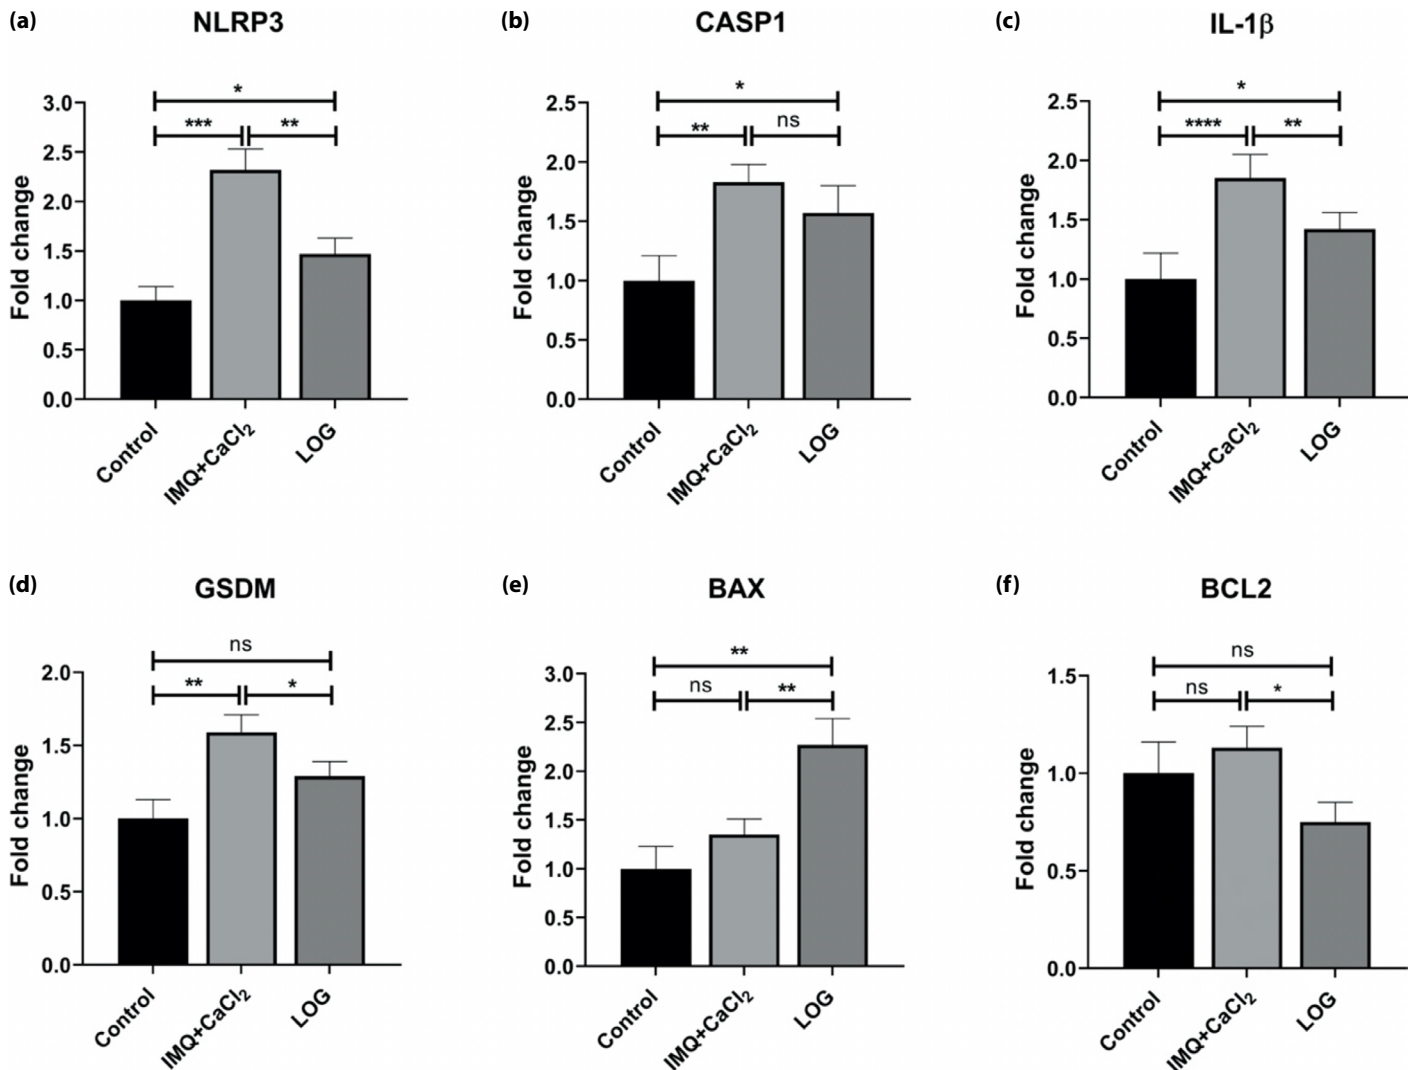 (a) NLRP3
*
*** **
3.0
2.5
2.0
1.5
1.0
0.5
0.0
Fold change
Control
IMQ+CaCl₂
LOG
(b) CASP1
*
** ns
2.5
2.0
1.5
1.0
0.5
0.0
Fold change
Control
IMQ+CaCl₂
LOG
(c) IL-1β
*
**** **
2.5
2.0
1.5
1.0
0.5
0.0
Fold change
Control
IMQ+CaCl₂
LOG
(d) GSDM
ns
** *
2.0
1.5
1.0
0.5
0.0
Fold change
Control
IMQ+CaCl₂
LOG
(e) BAX
**
ns **
3.0
2.5
2.0
1.5
1.0
0.5
0.0
Fold change
Control
IMQ+CaCl₂
LOG
(f) BCL2
ns
ns *
1.5
1.0
0.5
0.0
Fold change
Control
IMQ+CaCl₂
LOG